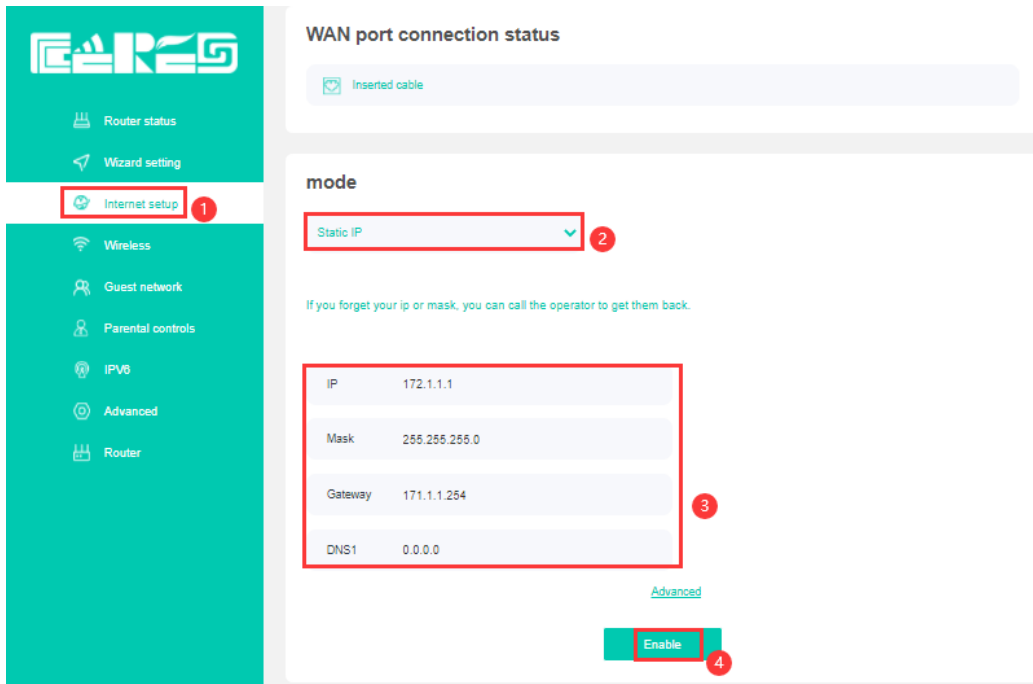 CARES
WAN port connection status
Inserted cable
Router status
Wizard setting
Internet setup
1
Wireless
Guest network
Parental controls
IPV6
Advanced
Router
mode
Static IP
2
If you forget your ip or mask, you can call the operator to get them back.
IP 172.1.1.1
Mask 255.255.255.0
Gateway 171.1.1.254
3
DNS1 0.0.0.0
Advanced
Enable
4